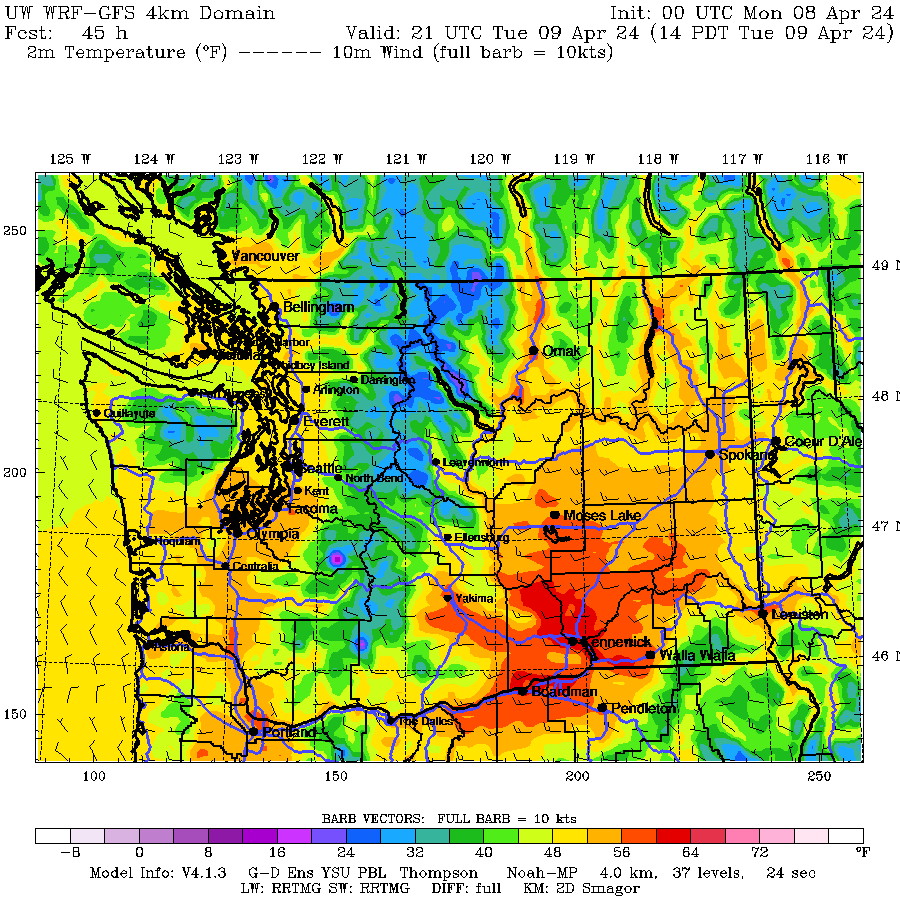 UW WRF-GFS 4km Domain Init: 00 UTC Mon 08 Apr 24
Fcst: 45 h Valid: 21 UTC Tue 09 Apr 24 (14 PDT Tue 09 Apr 24)
2m Temperature (°F) ------ 10m Wind (full barb = 10kts)
125 W 124 W 123 W 122 W 121 W 120 W 119 W 118 W 117 W 116 W
250
Vancouver
49 N
Bellingham
Harbor
Victoria
Omak
Whidbey Island
Darrington
Arlington
Port Angeles
48 N
Quillayute
Everett
Coeur D'Ale
Spokane
Leavenworth
200
Seattle
North Bend
Kent
Tacoma
Moses Lake
47 N
Olympia
Hoquiam
Ellensburg
Centralia
Yakima
Lewiston
Kennewick
Astoria
Walla Walla
46 N
Boardman
Pendleton
150
The Dalles
Portland
100 150 200 250
BARB VECTORS: FULL BARB = 10 kts
-8 0 8 16 24 32 40 48 56 64 72 °F
Model Info: V4.1.3 G-D Ens YSU PBL Thompson Noah-MP 4.0 km, 37 levels, 24 sec
LW: RRTMG SW: RRTMG DIFF: full KM: 2D Smagor